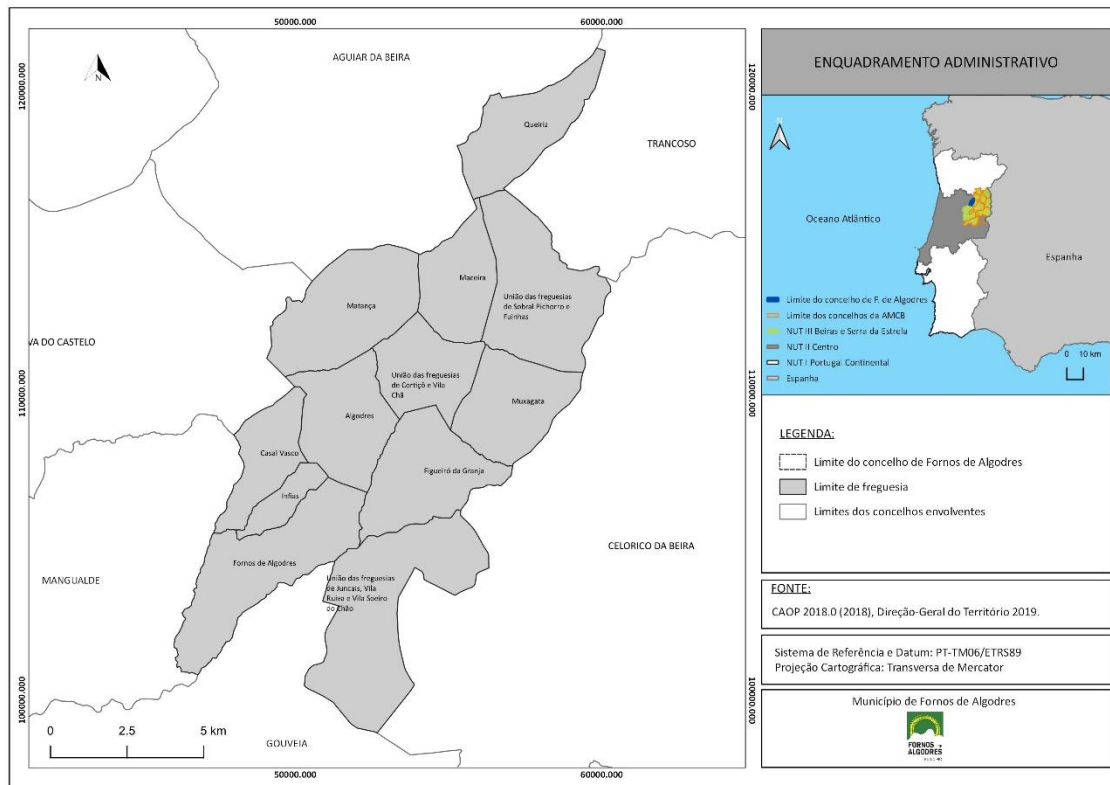 50000.000
60000.000
ENQUADRAMENTO ADMINISTRATIVO
AGUIAR DA BEIRA
N
120000.000
120000.000
Queiriz
TRANCOSO
N
Oceano Atlântico
Espanha
Maceira
Matança
União das freguesias
de Sobral Pichorro e
Fuinhas
VA DO CASTELO
União das freguesias
de Cortiçô e Vila
Chã
110000.000
110000.000
Muxagata
Algodres
Casal Vasco
Figueiró da Granja
Infias
Limite do concelho de F. de Algodres
Limite dos concelhos da AMCB
NUT III Beiras e Serra da Estrela
NUT II Centro
NUT I Portugal Continental
Espanha
0 10 km
LEGENDA:
Limite do concelho de Fornos de Algodres
Limite de freguesia
Limites dos concelhos envolventes
CELORICO DA BEIRA
Fornos de Algodres
MANGUALDE
União das freguesias
de Juncais, Vila
Ruiva e Vila Soeiro
do Chão
FONTE:
CAOP 2018.0 (2018), Direção-Geral do Território 2019.
Sistema de Referência e Datum: PT-TM06/ETRS89
Projeção Cartográfica: Transversa de Mercator
100000.000
100000.000
Município de Fornos de Algodres
FORNOS
ALGODRES
0 2.5 5 km
GOUVEIA
50000.000
60000.000